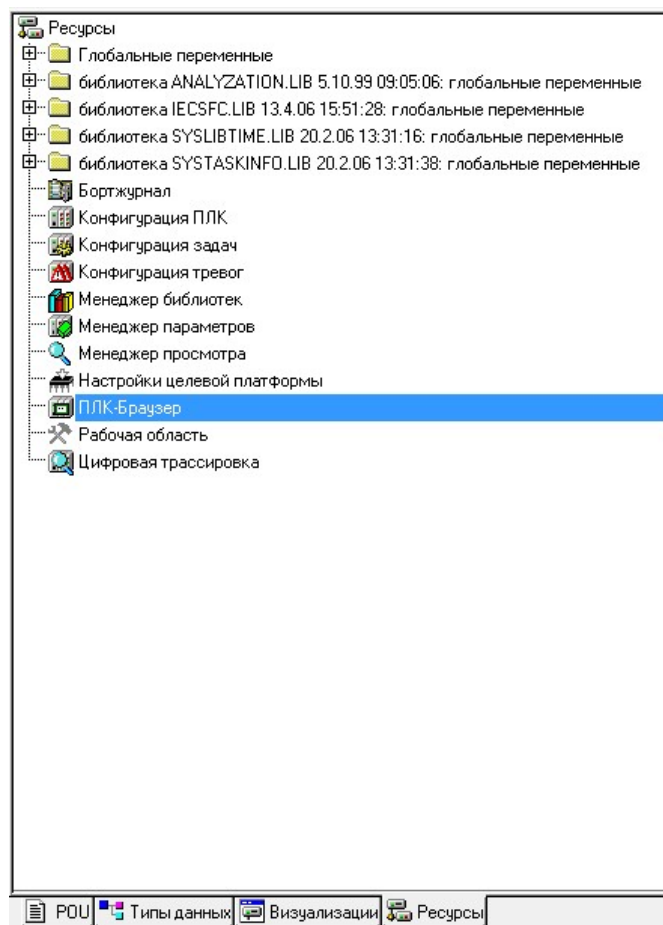 Ресурсы
Глобальные переменные
библиотека ANALYZATION.LIB 5.10.99 09:05:06: глобальные переменные
библиотека IECSFC.LIB 13.4.06 15:51:28: глобальные переменные
библиотека SYSLIBTIME.LIB 20.2.06 13:31:16: глобальные переменные
библиотека SYSTASKINFO.LIB 20.2.06 13:31:38: глобальные переменные
Бортжурнал
Конфигурация ПЛК
Конфигурация задач
Конфигурация тревог
Менеджер библиотек
Менеджер параметров
Менеджер просмотра
Настройки целевой платформы
ПЛК-Браузер
Рабочая область
Цифровая трассировка
POU Типы данных Визуализации Ресурсы